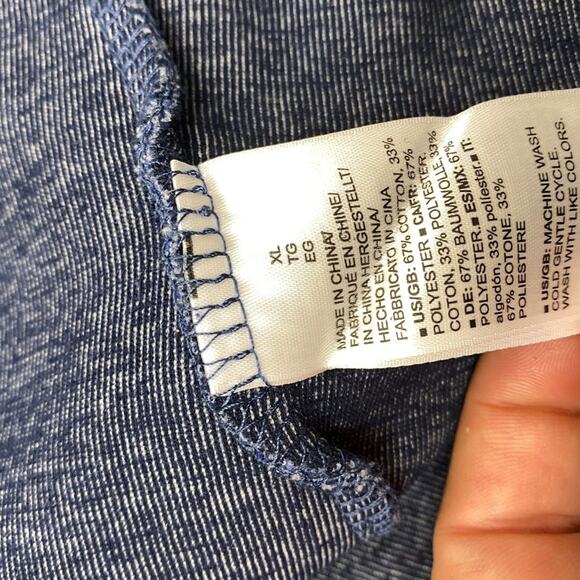 XL
TG
EG
MADE IN CHINA/
FABRIQUÉ EN CHINE/
IN CHINA HERGESTELLT/
HECHO EN CHINA/
FABBRICATO IN CINA
■ US/GB: 67% COTTON, 33%
POLYESTER. ■ CA/FR: 67%
COTON, 33% POLYESTER.
■ DE: 67% BAUMWOLLE, 33%
POLYESTER. ■ ES/MX: 67%
algodón, 33% poliester. ■ IT:
67% COTONE, 33%
POLIESTERE
■ US/GB: MACHINE WASH
COLD GENTLE CYCLE.
WASH WITH LIKE COLORS.